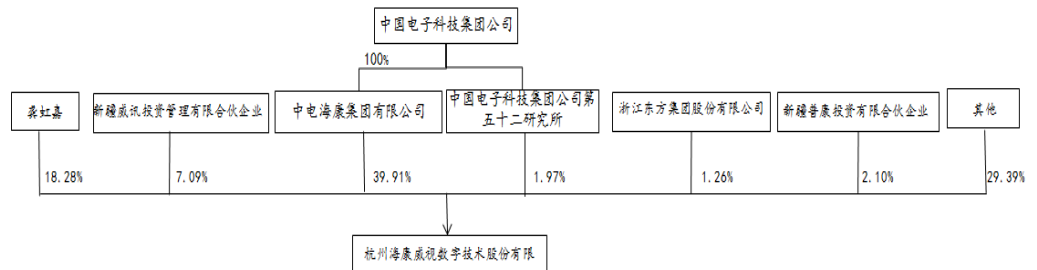 中国电子科技集团公司
100%
龚虹嘉
新疆威讯投资管理有限合伙企业
中电海康集团有限公司
中国电子科技集团公司第
五十二研究所
浙江东方集团股份有限公司
新疆普康投资有限合伙企业
其他
18.28%
7.09%
39.91%
1.97%
1.26%
2.10%
29.39%
杭州海康威视数字技术股份有限